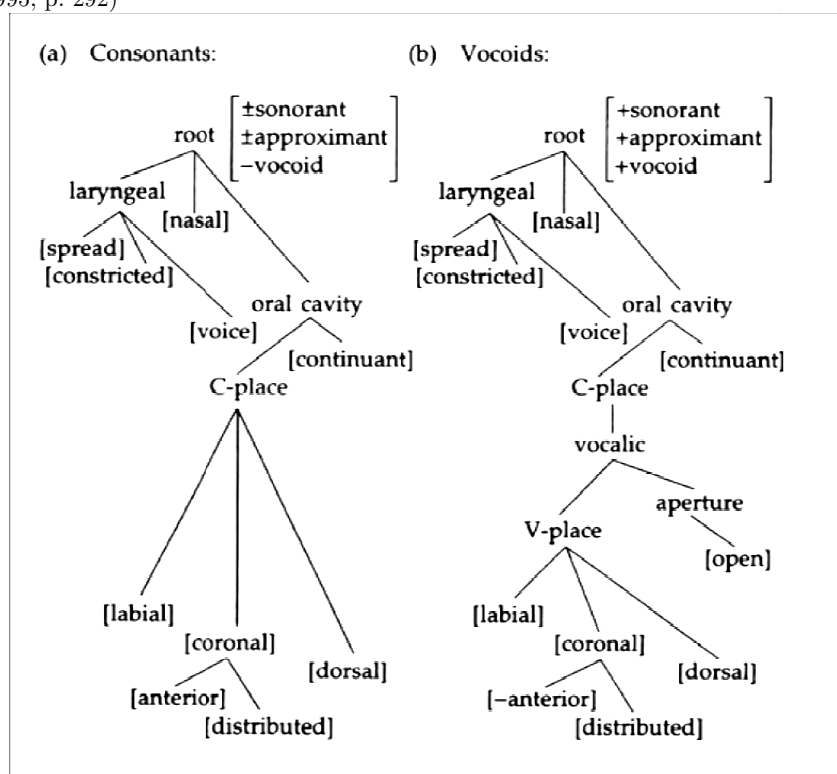 1995, p. 292)
(a) Consonants:
root
±sonorant
±approximant
−vocoid
laryngeal
[nasal]
[spread]
[constricted]
oral cavity
[voice]
[continuant]
C-place
[labial]
[coronal]
[dorsal]
[anterior]
[distributed]
(b) Vocoids:
root
+sonorant
+approximant
+vocoid
laryngeal
[nasal]
[spread]
[constricted]
oral cavity
[voice]
[continuant]
C-place
vocalic
aperture
V-place
[open]
[labial]
[coronal]
[dorsal]
[−anterior]
[distributed]